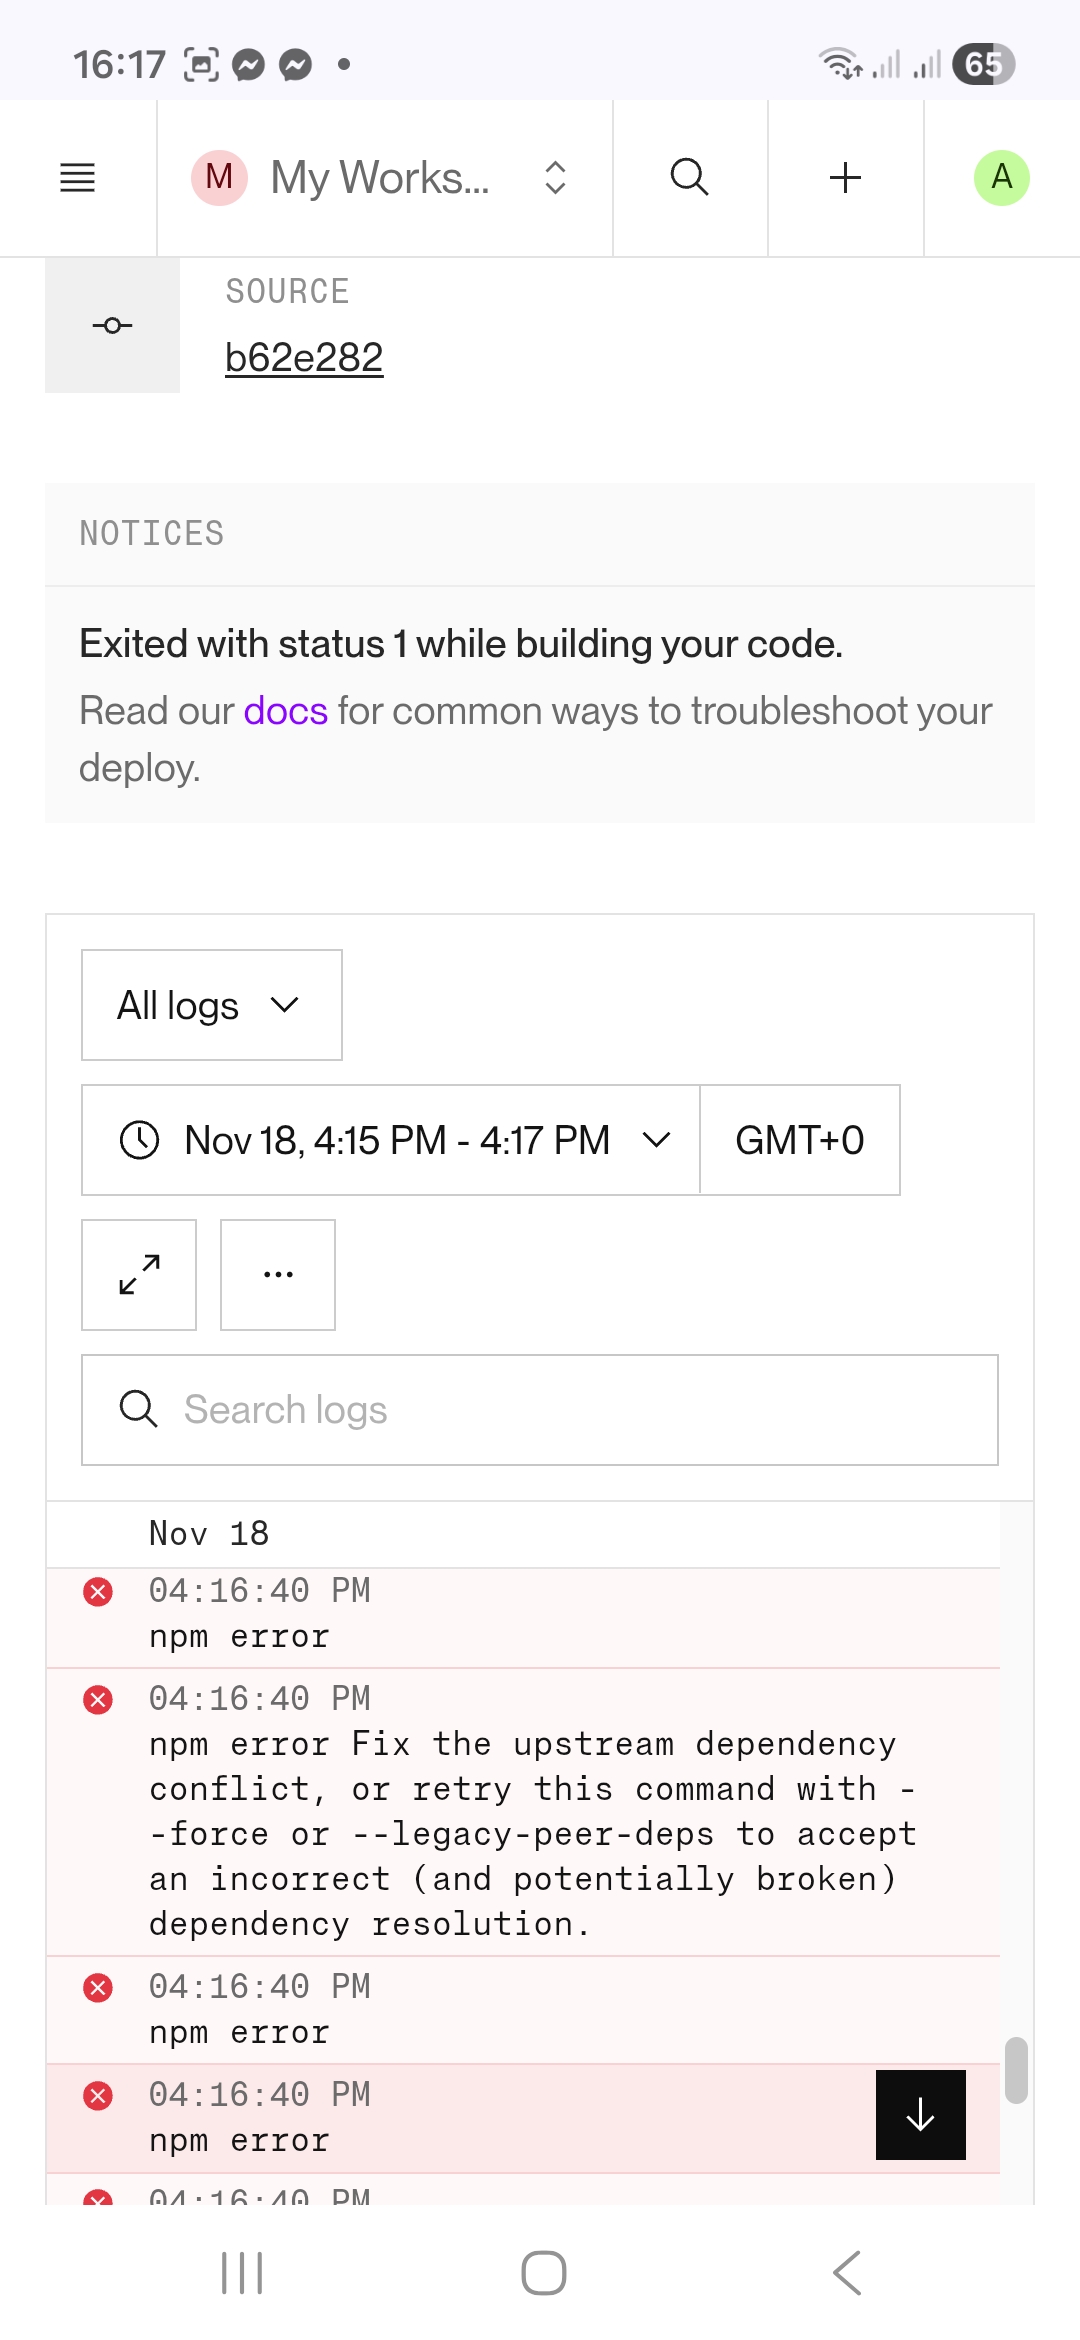 16:17
65
M My Works...
A
SOURCE
b62e282
NOTICES
Exited with status 1 while building your code.
Read our docs for common ways to troubleshoot your
deploy.
All logs
Nov 18, 4:15 PM - 4:17 PM
GMT+0
...
Search logs
Nov 18
04:16:40 PM
npm error
04:16:40 PM
npm error Fix the upstream dependency
conflict, or retry this command with -
-force or --legacy-peer-deps to accept
an incorrect (and potentially broken)
dependency resolution.
04:16:40 PM
npm error
04:16:40 PM
npm error
04:16:40 PM